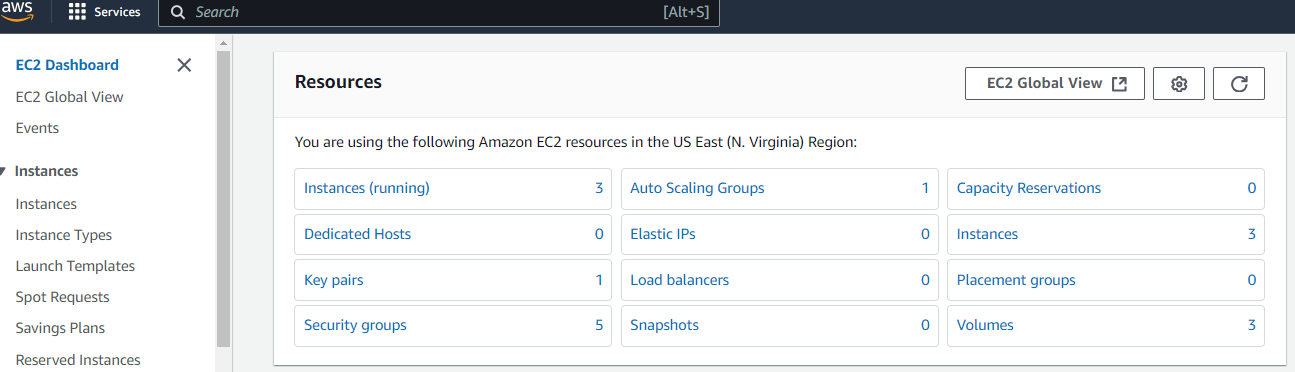 aws
Services
Search
[Alt+S]
EC2 Dashboard
EC2 Global View
Events
Instances
Instances
Instance Types
Launch Templates
Spot Requests
Savings Plans
Reserved Instances
Resources
EC2 Global View
You are using the following Amazon EC2 resources in the US East (N. Virginia) Region:
Instances (running) 3
Auto Scaling Groups 1
Capacity Reservations 0
Dedicated Hosts 0
Elastic IPs 0
Instances 3
Key pairs 1
Load balancers 0
Placement groups 0
Security groups 5
Snapshots 0
Volumes 3